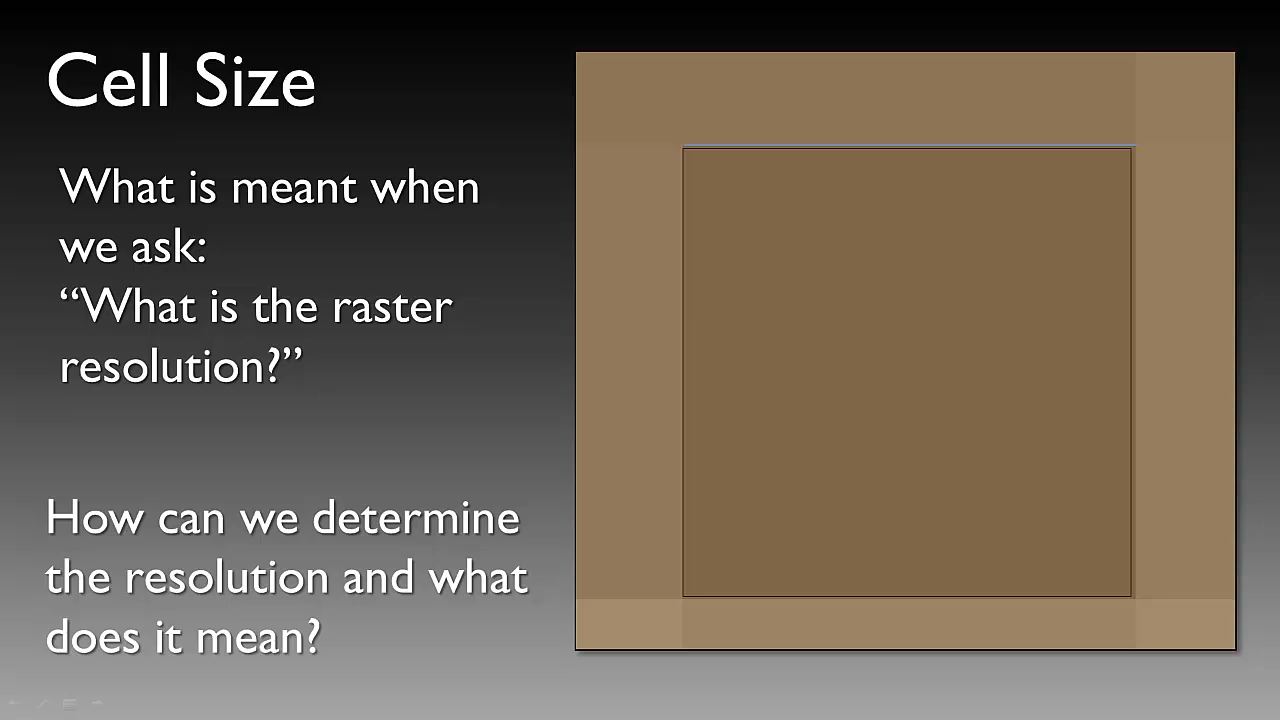 Cell Size
What is meant when
we ask:
“What is the raster
resolution?”
How can we determine
the resolution and what
does it mean?